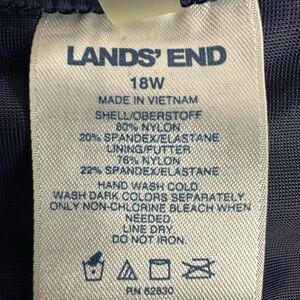 LANDS' END
18W
MADE IN VIETNAM
SHELL/OBERSTOFF
80% NYLON
20% SPANDEX/ELASTANE
LINING/FUTTER
78% NYLON
22% SPANDEX/ELASTANE
HAND WASH COLD
WASH DARK COLORS SEPARATELY
ONLY NON-CHLORINE BLEACH WHEN
NEEDED
LINE DRY.
DO NOT IRON.
RN 62830